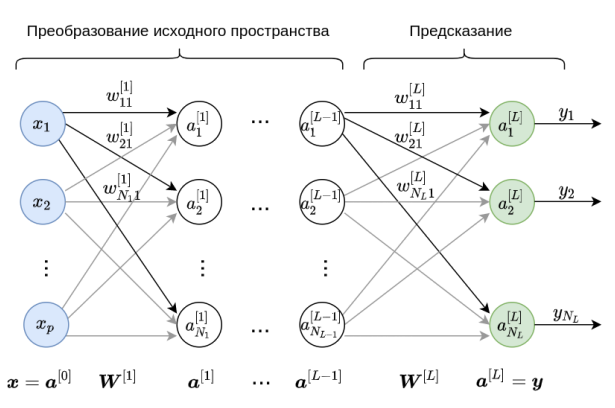 Преобразование исходного пространства Предсказание
w_{11}^{[1]} w_{11}^{[L]} y_1
x_1 a_1^{[1]} ... a_1^{[L-1]} a_1^{[L]}
w_{21}^{[1]} w_{21}^{[L]}
w_{N_1 1}^{[1]} w_{N_L 1}^{[L]} y_2
x_2 a_2^{[1]} ... a_2^{[L-1]} a_2^{[L]}
⋮ ⋮ ⋮
y_{N_L}
x_p a_{N_1}^{[1]} ... a_{N_{L-1}}^{[L-1]} a_{N_L}^{[L]}
x = a^{[0]} W^{[1]} a^{[1]} ... a^{[L-1]} W^{[L]} a^{[L]} = y